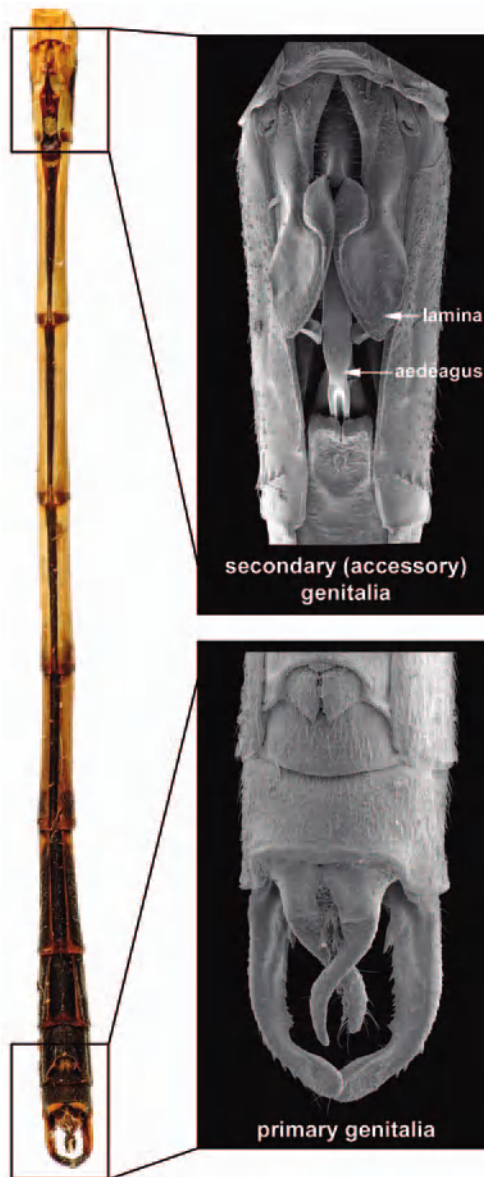 lamina
aedeagus
secondary (accessory)
genitalia
primary genitalia